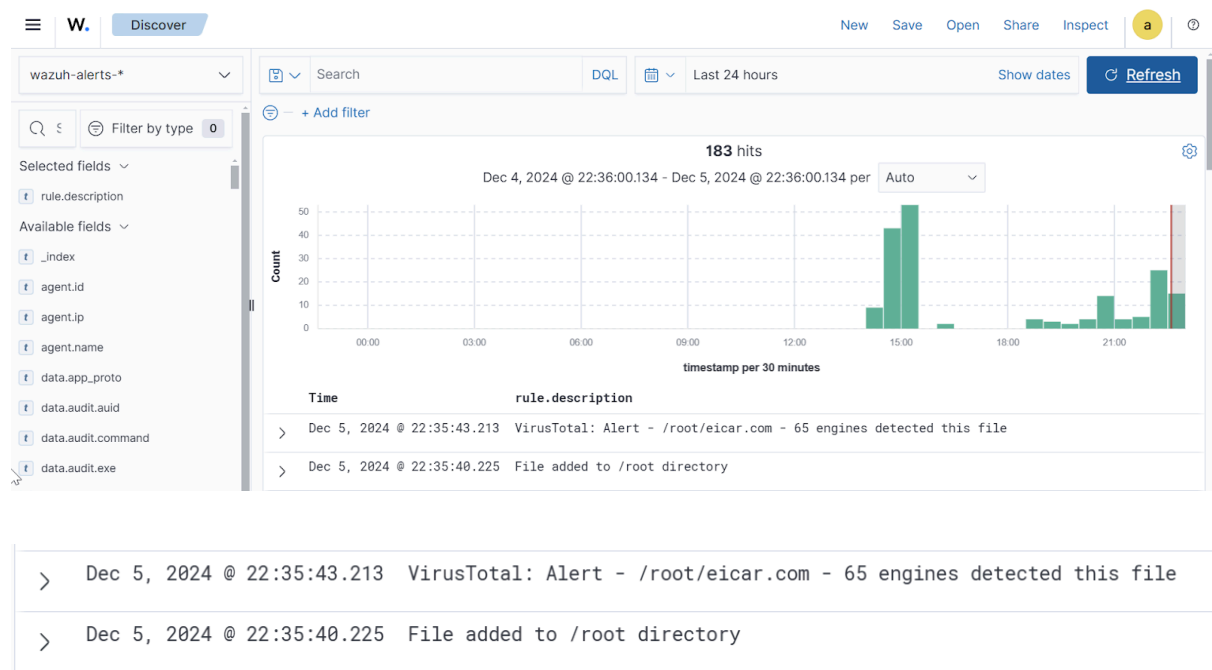 W. Discover New Save Open Share Inspect a
wazuh-alerts-* Search DQL Last 24 hours Show dates Refresh
+ Add filter
S Filter by type 0
Selected fields
t rule.description
Available fields
t _index
t agent.id
t agent.ip
t agent.name
t data.app_proto
t data.audit.auid
t data.audit.command
t data.audit.exe
183 hits
Dec 4, 2024 @ 22:36:00.134 - Dec 5, 2024 @ 22:36:00.134 per Auto
Count
50
40
30
20
10
0
00:00 03:00 06:00 09:00 12:00 15:00 18:00 21:00
timestamp per 30 minutes
Time rule.description
Dec 5, 2024 @ 22:35:43.213 VirusTotal: Alert - /root/eicar.com - 65 engines detected this file
Dec 5, 2024 @ 22:35:40.225 File added to /root directory
Dec 5, 2024 @ 22:35:43.213 VirusTotal: Alert - /root/eicar.com - 65 engines detected this file
Dec 5, 2024 @ 22:35:40.225 File added to /root directory